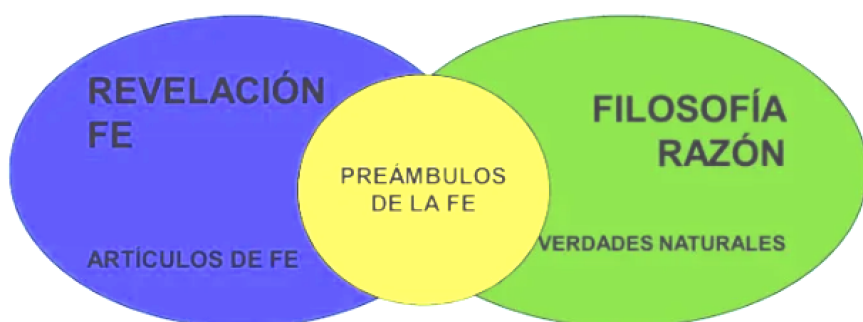 REVELACIÓN
FE
ARTÍCULOS DE FE
PREÁMBULOS
DE LA FE
FILOSOFÍA
RAZÓN
VERDADES NATURALES